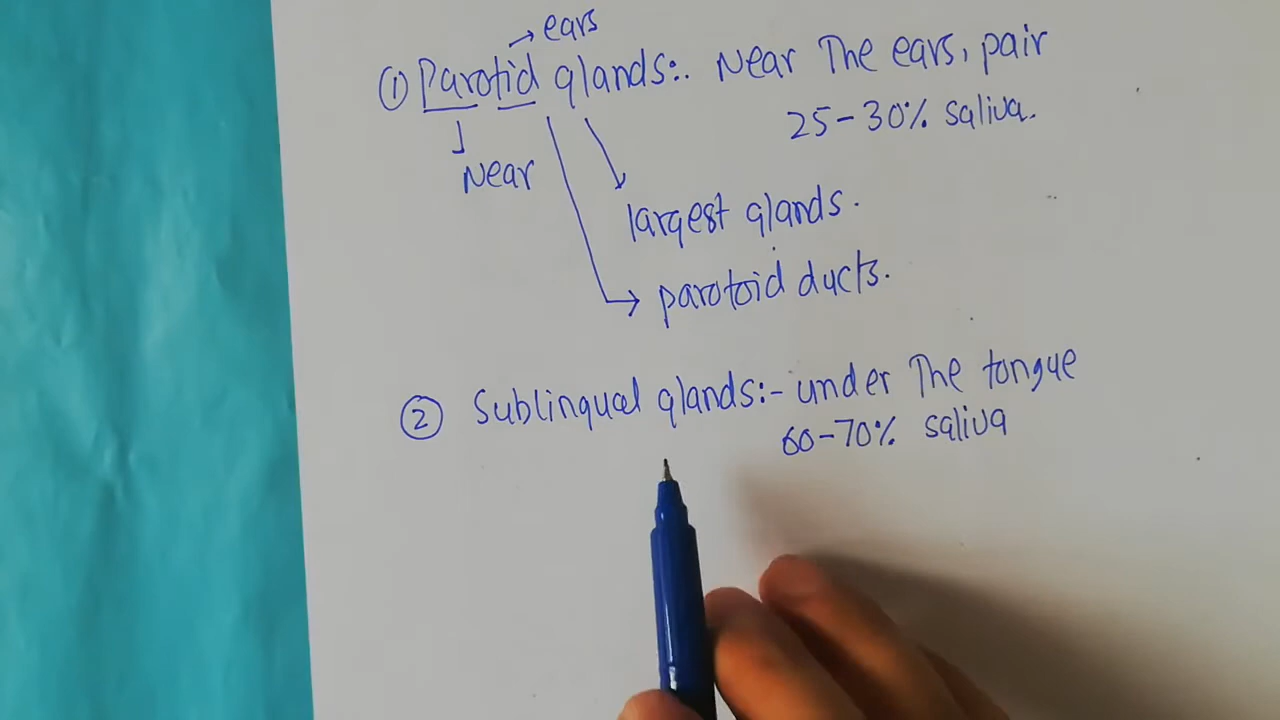 → ears
① Parotid glands:. Near The ears, pair
25-30% saliva.
Near
largest glands.
→ parotoid ducts.
② Sublingual glands:- under The tongue
60-70% saliva